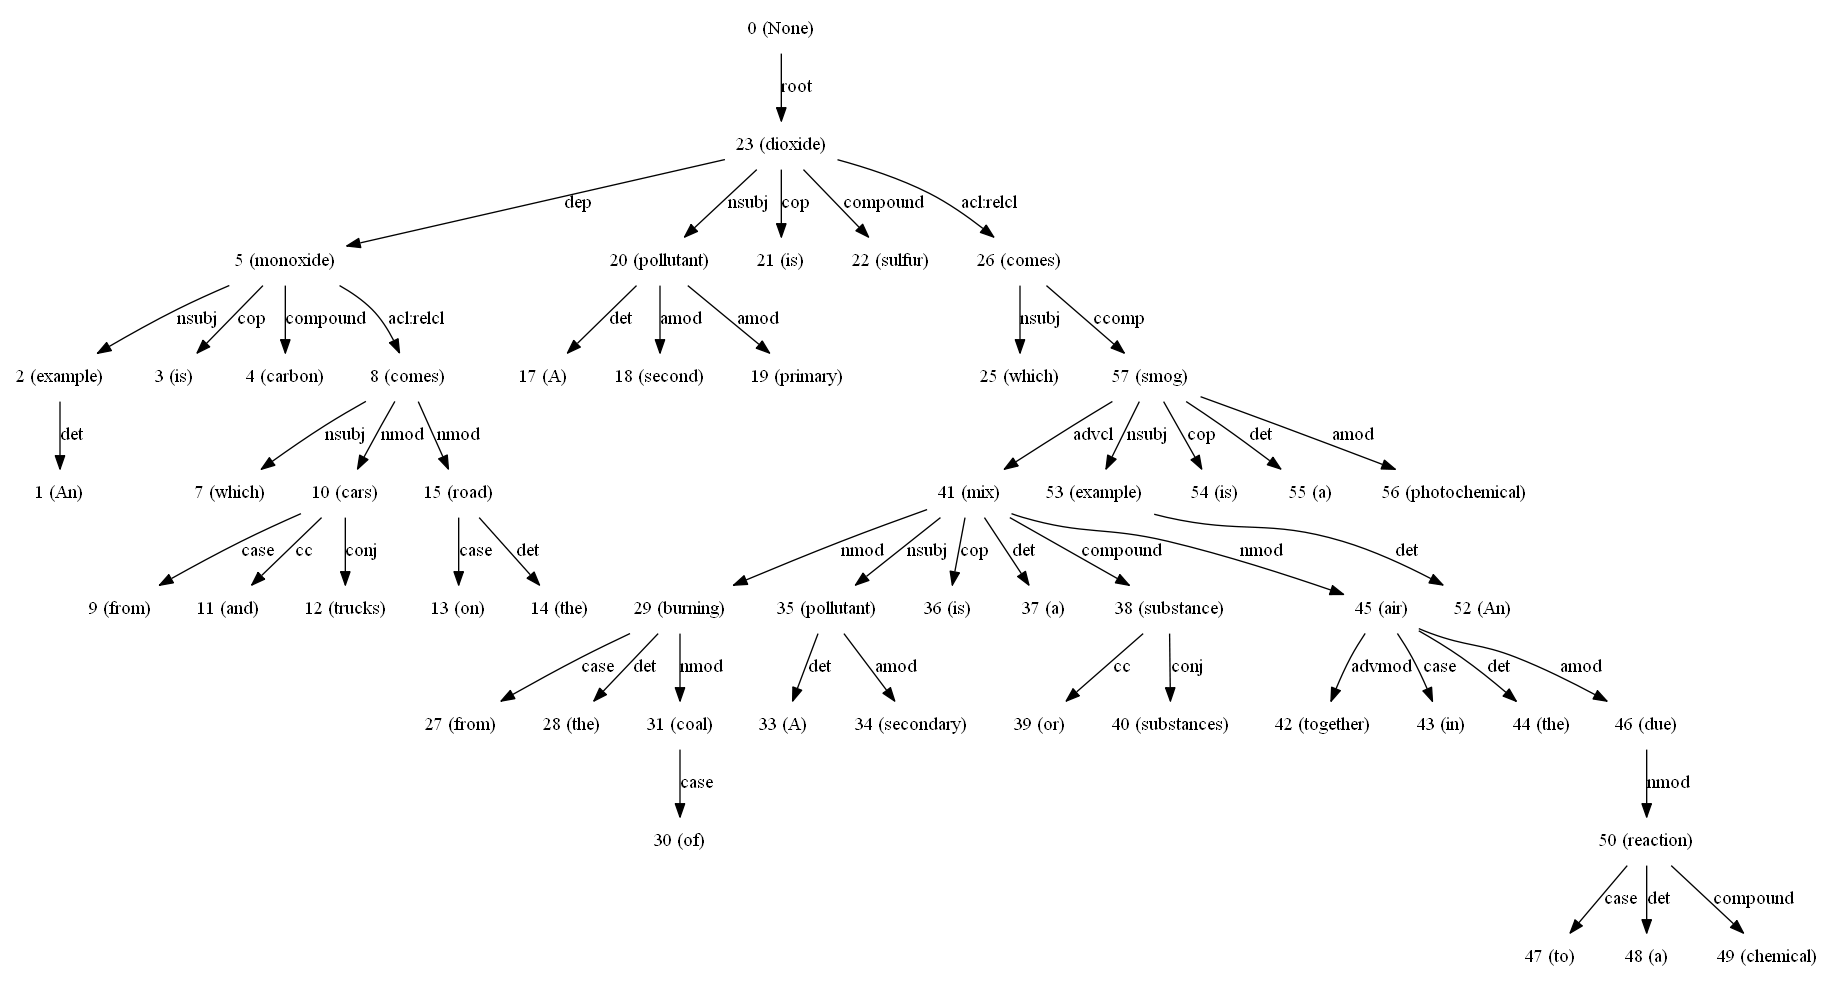 0 (None)
root
23 (dioxide)
dep nsubj cop compound acl:relcl
5 (monoxide) 20 (pollutant) 21 (is) 22 (sulfur) 26 (comes)
nsubj cop compound acl:relcl det amod amod nsubj ccomp
2 (example) 3 (is) 4 (carbon) 8 (comes) 17 (A) 18 (second) 19 (primary) 25 (which) 57 (smog)
det nsubj nmod nmod advcl nsubj cop det amod
1 (An) 7 (which) 10 (cars) 15 (road) 41 (mix) 53 (example) 54 (is) 55 (a) 56 (photochemical)
case cc conj case det nmod nsubj cop det compound nmod det
9 (from) 11 (and) 12 (trucks) 13 (on) 14 (the) 29 (burning) 35 (pollutant) 36 (is) 37 (a) 38 (substance) 45 (air) 52 (An)
case det nmod det amod cc conj advmod case det amod
27 (from) 28 (the) 31 (coal) 33 (A) 34 (secondary) 39 (or) 40 (substances) 42 (together) 43 (in) 44 (the) 46 (due)
case nmod
30 (of) 50 (reaction)
case det compound
47 (to) 48 (a) 49 (chemical)